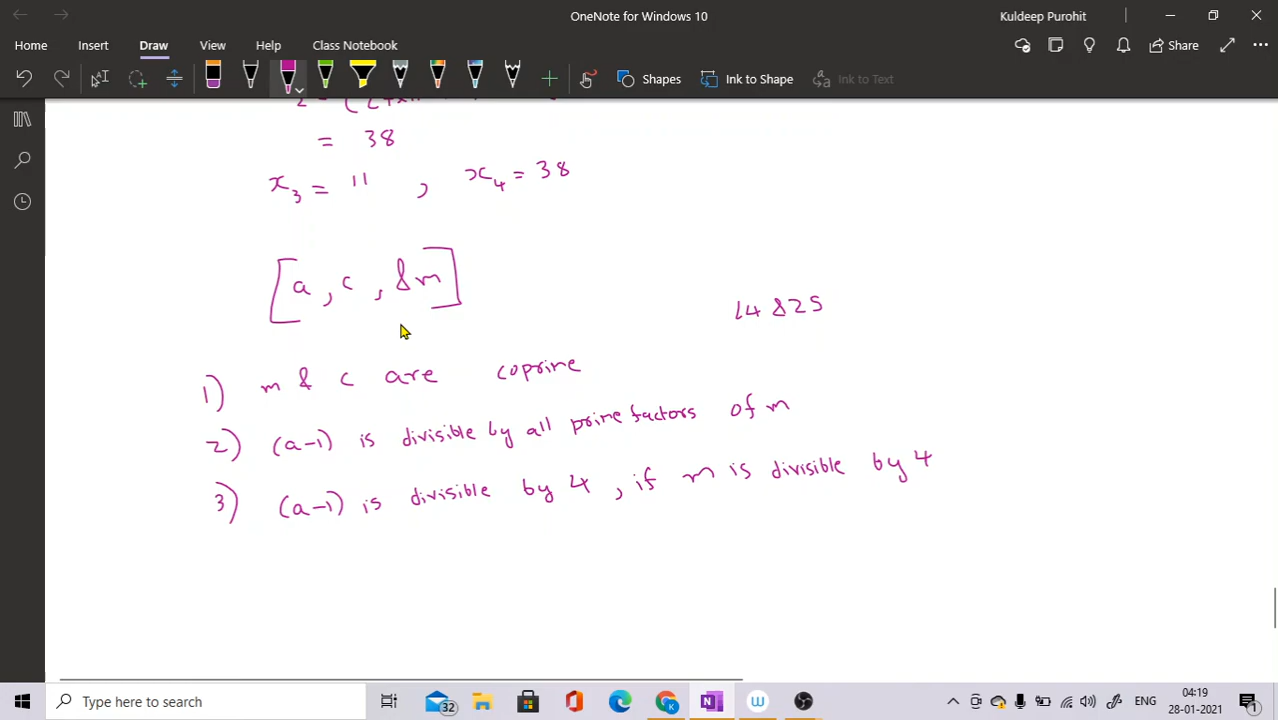 OneNote for Windows 10
Kuldeep Purohit
Home Insert Draw View Help Class Notebook
Share
Shapes Ink to Shape Ink to Text
= 38
x3 = 11 , x4 = 38
[a, c, & m]
14 & 25
1) m & c are coprime
2) (a-1) is divisible by all prime factors of m
3) (a-1) is divisible by 4, if m is divisible by 4
Type here to search
32
ENG
04:19
28-01-2021
1